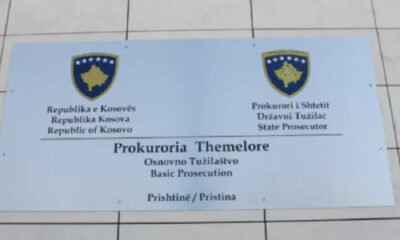 Republika e Kosovës
Republika Kosova
Republic of Kosovo
Prokurori i Shtetit
Državni Tužilac
State Prosecutor
Prokuroria Themelore
Osnovno Tužilaštvo
Basic Prosecution
Prishtinë / Pristina